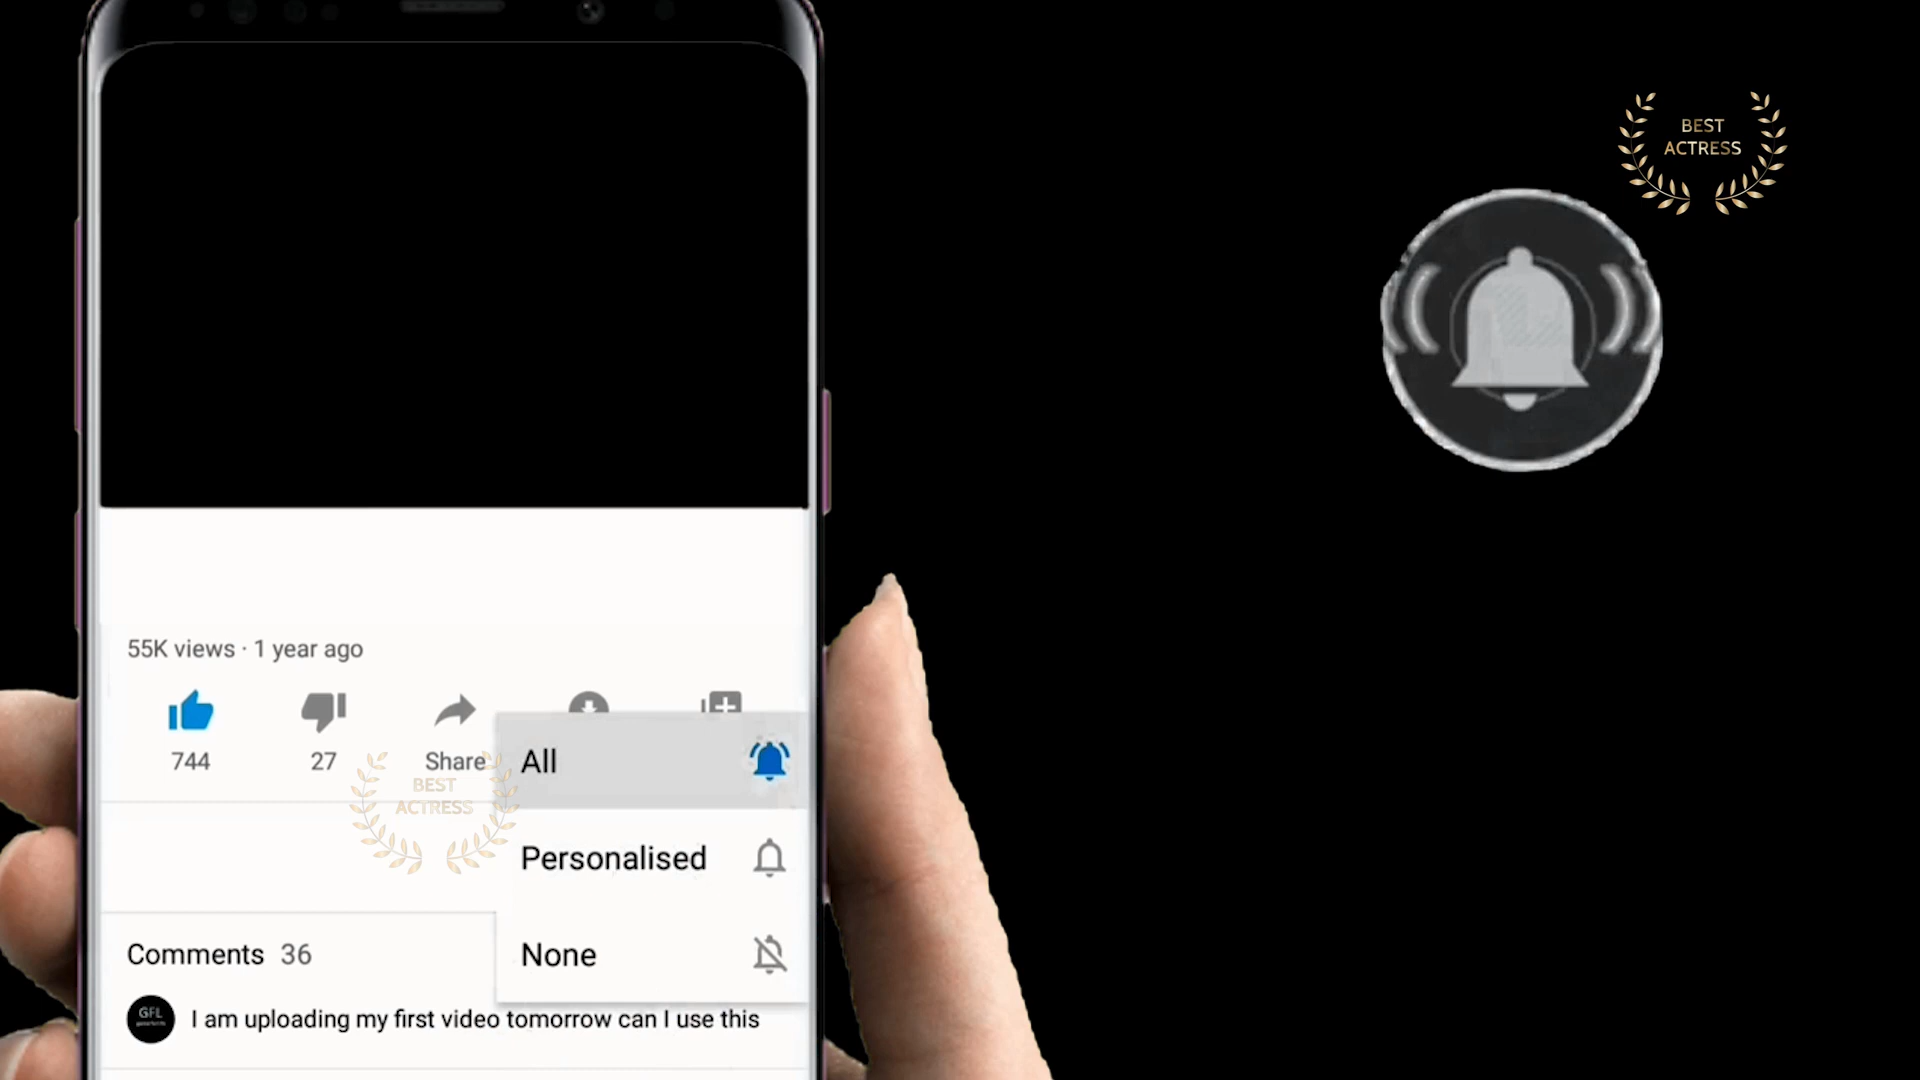 BEST
ACTRESS
55K views · 1 year ago
744
27
Share
BEST
ACTRESS
All
Personalised
None
Comments 36
GFL
I am uploading my first video tomorrow can I use this